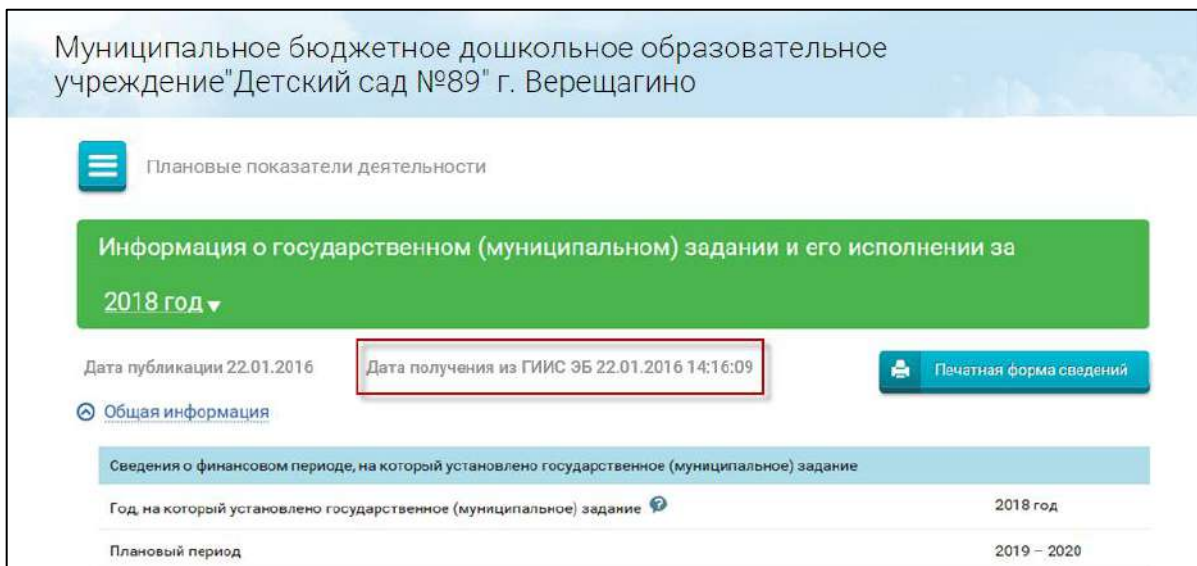 Муниципальное бюджетное дошкольное образовательное
учреждение"Детский сад №89" г. Верещагино
Плановые показатели деятельности
Информация о государственном (муниципальном) задании и его исполнении за
2018 год
Дата публикации 22.01.2016 Дата получения из ГИИС ЭБ 22.01.2016 14:16:09 Печатная форма сведений
Общая информация
Сведения о финансовом периоде, на который установлено государственное (муниципальное) задание
Год, на который установлено государственное (муниципальное) задание 2018 год
Плановый период 2019 – 2020